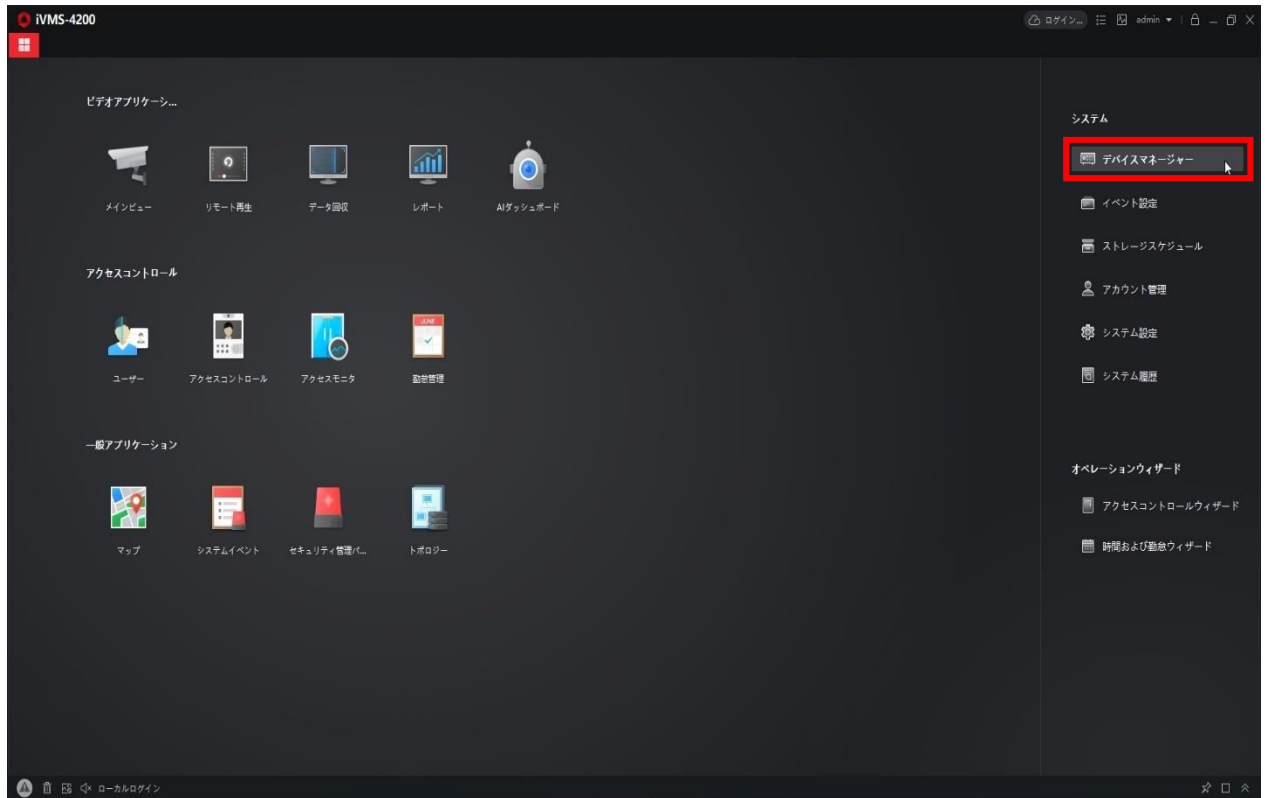 iVMS-4200
ログイン...
admin
ビデオアプリケーシ...
メインビュー
リモート再生
データ回収
レポート
AIダッシュボード
アクセスコントロール
ユーザー
アクセスコントロール
アクセスモニタ
JUNE
勤怠管理
一般アプリケーション
マップ
システムイベント
セキュリティ管理パ...
トポロジー
システム
デバイスマネージャー
イベント設定
ストレージスケジュール
アカウント管理
システム設定
システム履歴
オペレーションウィザード
アクセスコントロールウィザード
時間および勤怠ウィザード
ローカルログイン